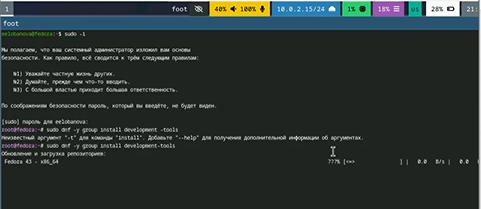 1 foot 40% 100% 10.0.2.15/24 1% 18% us 28% 21:
foot
eelobanova@fedora:~$ sudo -i
Мы полагаем, что ваш системный администратор изложил вам основы
безопасности. Как правило, всё сводится к трём следующим правилам:
№1) Уважайте частную жизнь других.
№2) Думайте, прежде чем что-то вводить.
№3) С большой властью приходит большая ответственность.
По соображениям безопасности пароль, который вы введёте, не будет виден.
[sudo] пароль для eelobanova:
root@fedora:~# sudo dnf -y group install development -tools
Неизвестный аргумент "-t" для команды "install". Добавьте "--help" для получения дополнительной информации об аргументах.
root@fedora:~# sudo dnf -y group install development-tools
Обновление и загрузка репозиториев:
Fedora 43 - x86_64 ???% [<=> ] | 0.0 B/s | 0.0